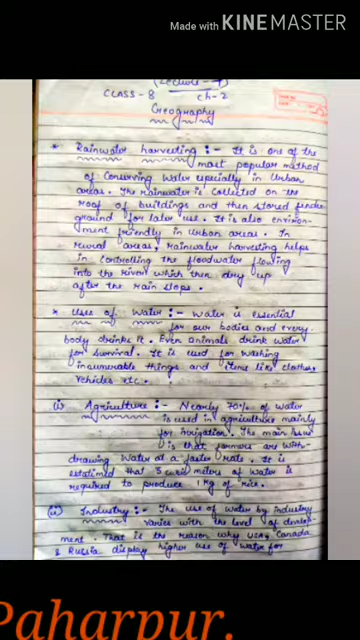 Made with KINEMASTER
(Lecture - 7)
CLASS-8 ch-2
Geography
* Rainwater harvesting :- It is one of the
most popular method
of conserving water especially in Urban
areas. The rainwater is collected on the
roof of buildings and then stored
ground for later use. It is also environ-
ment friendly in urban areas. In
rural areas, rainwater harvesting helps
in controlling the floodwater flowing
into the river which then dry up
after the rain stops.
* Uses of Water :- Water is essential
for our bodies and every
body drinks it. Even animals drink water
for survival. It is used for washing
innumerable things and items like clothes,
vehicles etc.
(i) Agriculture :- Nearly 70% of water
is used in agriculture mainly
for irrigation. The main issue
is that farmers are with-
drawing water at a faster rate. It is
estatimed that 5 cubic meters of water is
required to produce 1 kg of rice.
(ii) Industry :- The use of water by industry
varies with the level of develop-
ment. That is the reason why USA, Canada
& Russia display higher use of water for
Paharpur.